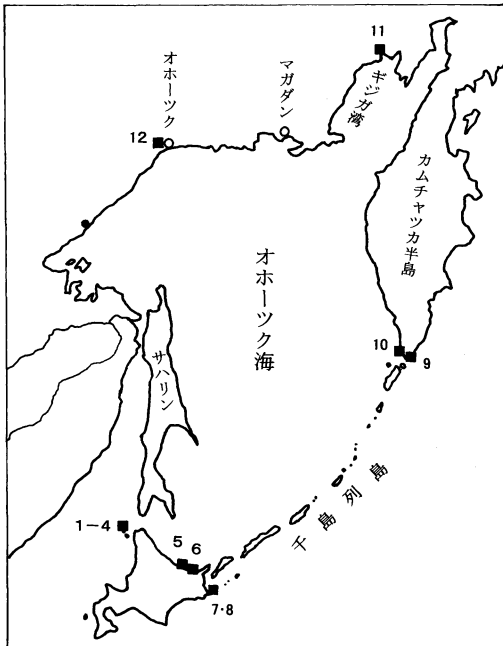 11
オホーツク
マガダン
ギジガ湾
12
カムチャツカ半島
オホーツク海
サハリン
10
9
千島列島
1－4
5
6
7・8